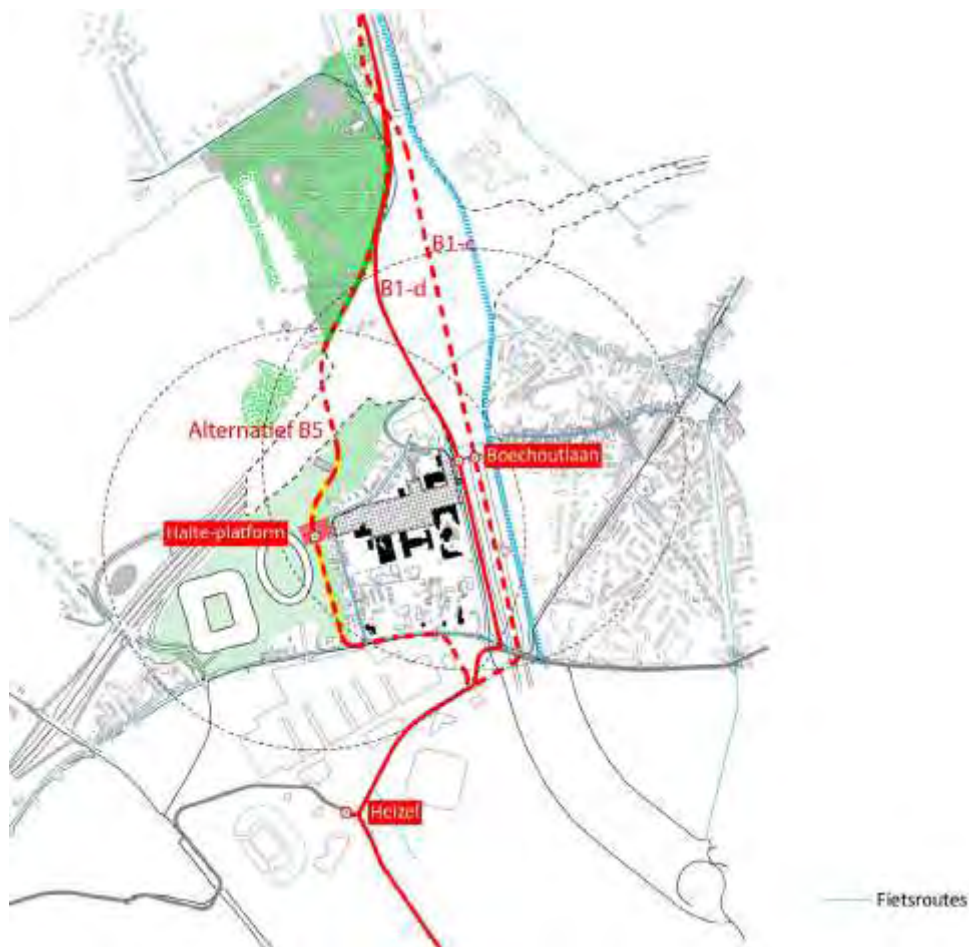 B1-c
B1-d
Alternatief B5
Boechoutlaan
Halte-platform
Heizel
Fietsroutes